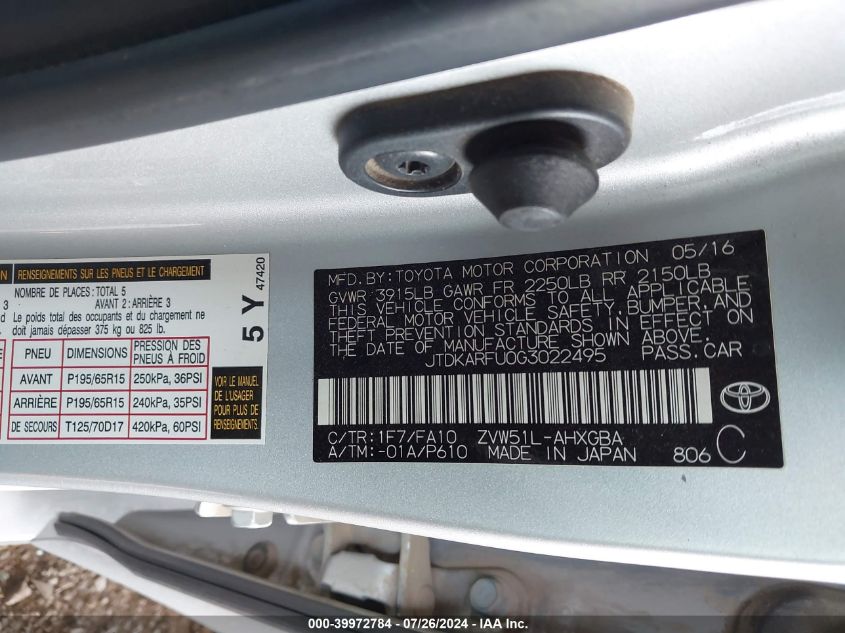 ON RENSEIGNEMENTS SUR LES PNEUS ET LE CHARGEMENT
NOMBRE DE PLACES: TOTAL 5
3 AVANT 2: ARRIÈRE 3
d Le poids total des occupants et du chargement ne
doit jamais dépasser 375 kg ou 825 lb.
5 Y 47420
PNEU DIMENSIONS PRESSION DES PNEUS À FROID
AVANT P195/65R15 250kPa, 36PSI
ARRIÈRE P195/65R15 240kPa, 35PSI
DE SECOURS T125/70D17 420kPa, 60PSI
VOIR LE MANUEL
DE L'USAGER
POUR PLUS DE
RENSEIGNEMENTS
MFD.BY:TOYOTA MOTOR CORPORATION 05/16
GVWR 3915LB GAWR FR 2250LB RR 2150LB
THIS VEHICLE CONFORMS TO ALL APPLICABLE
FEDERAL MOTOR VEHICLE SAFETY,BUMPER,AND
THEFT PREVENTION STANDARDS IN EFFECT ON
THE DATE OF MANUFACTURE SHOWN ABOVE.
JTDKARFU0G3022495 PASS.CAR
C/TR:1F7/FA10 ZVW51L-AHXGBA
A/TM:-01A/P610 MADE IN JAPAN 806 C
000-39972784 - 07/26/2024 - VA - RICHMOND